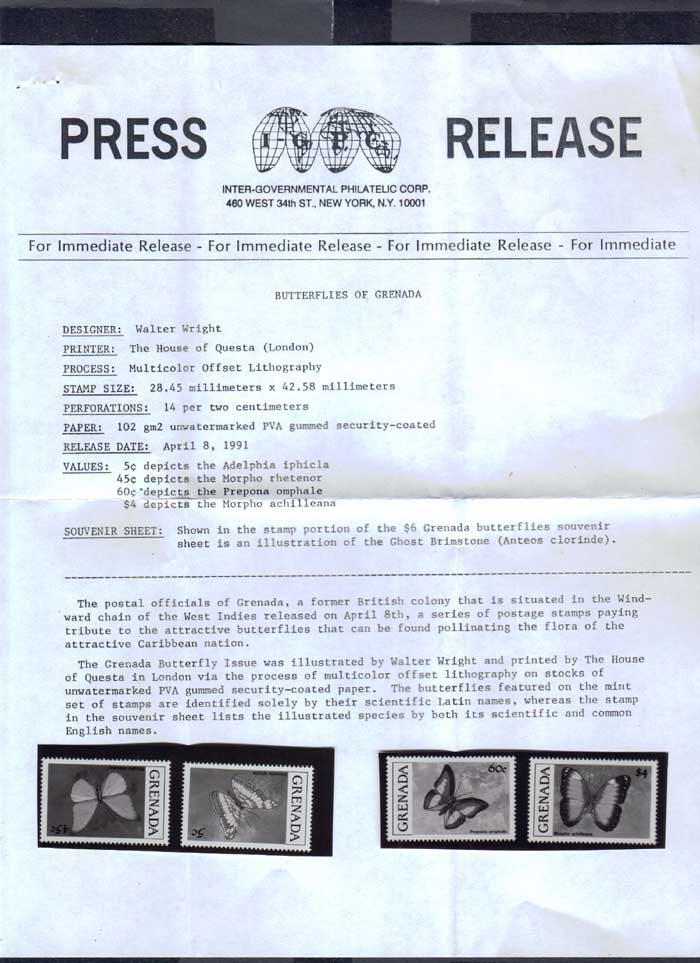 PRESS IGPC RELEASE
INTER-GOVERNMENTAL PHILATELIC CORP.
460 WEST 34th ST., NEW YORK, N.Y. 10001
For Immediate Release - For Immediate Release - For Immediate Release - For Immediate
BUTTERFLIES OF GRENADA
DESIGNER: Walter Wright
PRINTER: The House of Questa (London)
PROCESS: Multicolor Offset Lithography
STAMP SIZE: 28.45 millimeters x 42.58 millimeters
PERFORATIONS: 14 per two centimeters
PAPER: 102 gm2 unwatermarked PVA gummed security-coated
RELEASE DATE: April 8, 1991
VALUES: 5¢ depicts the Adelphia iphicla
45¢ depicts the Morpho rhetenor
60¢ depicts the Prepona omphale
$4 depicts the Morpho achilleana
SOUVENIR SHEET: Shown in the stamp portion of the $6 Grenada butterflies souvenir
sheet is an illustration of the Ghost Brimstone (Anteos clorinde).
The postal officials of Grenada, a former British colony that is situated in the Wind-
ward chain of the West Indies released on April 8th, a series of postage stamps paying
tribute to the attractive butterflies that can be found pollinating the flora of the
attractive Caribbean nation.
The Grenada Butterfly Issue was illustrated by Walter Wright and printed by The House
of Questa in London via the process of multicolor offset lithography on stocks of
unwatermarked PVA gummed security-coated paper. The butterflies featured on the mint
set of stamps are identified solely by their scientific Latin names, whereas the stamp
in the souvenir sheet lists the illustrated species by both its scientific and common
English names.
GRENADA
45¢
GRENADA
5¢
GRENADA
60¢
Prepona omphale
GRENADA
$4
Morpho achilleana